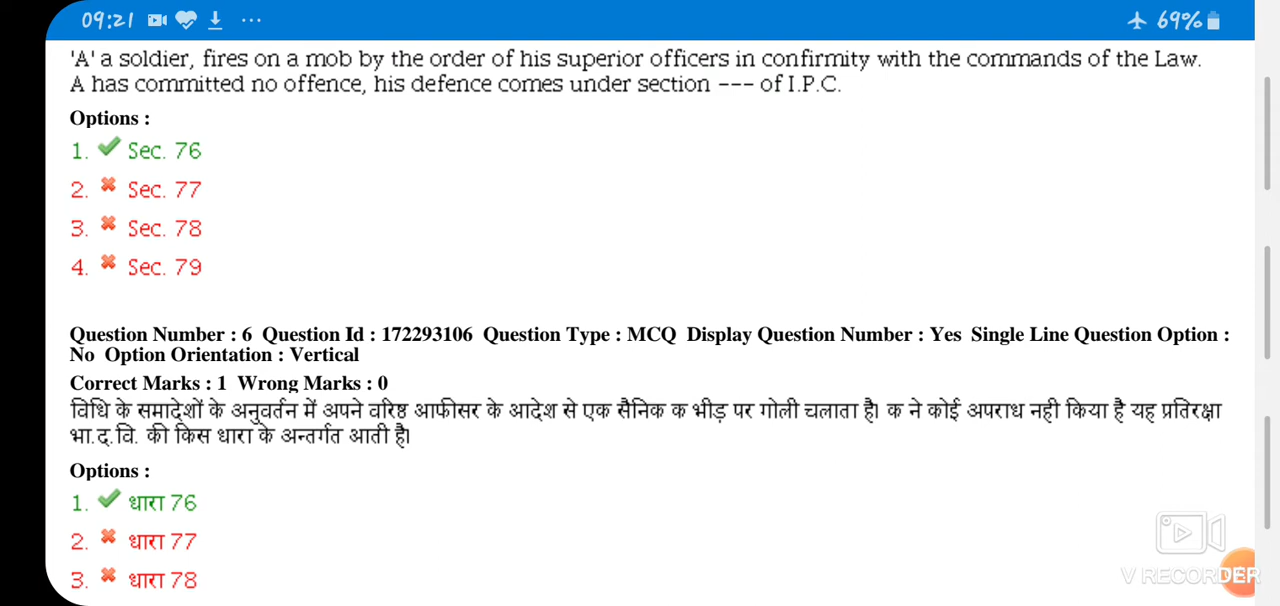 09:21
69%
'A' a soldier, fires on a mob by the order of his superior officers in confirmity with the commands of the Law.
A has committed no offence, his defence comes under section --- of I.P.C.
Options :
1. Sec. 76
2. Sec. 77
3. Sec. 78
4. Sec. 79
Question Number : 6 Question Id : 172293106 Question Type : MCQ Display Question Number : Yes Single Line Question Option :
No Option Orientation : Vertical
Correct Marks : 1 Wrong Marks : 0
विधि के समादेशों के अनुवर्तन में अपने वरिष्ठ आफीसर के आदेश से एक सैनिक क भीड़ पर गोली चलाता है। क ने कोई अपराध नही किया है यह प्रतिरक्षा
भा.द.वि. की किस धारा के अन्तर्गत आती है।
Options :
1. धारा 76
2. धारा 77
3. धारा 78
V RECORDER